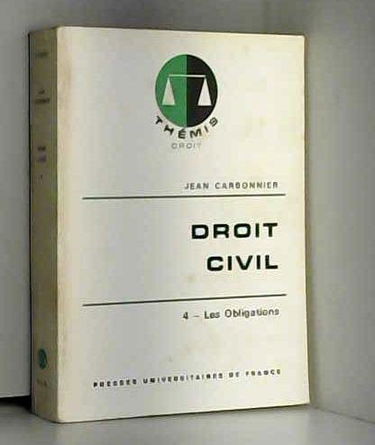 THÉMIS
DROIT
JEAN CARBONNIER
DROIT
CIVIL
4 – Les Obligations
PRESSES UNIVERSITAIRES DE FRANCE